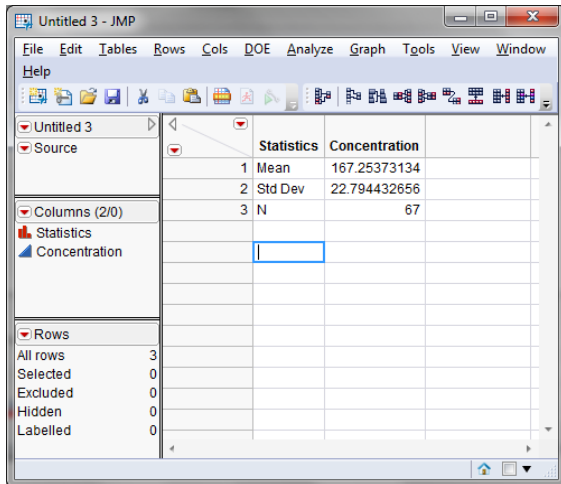 Untitled 3 - JMP
File Edit Tables Rows Cols DOE Analyze Graph Tools View Window
Help
Untitled 3
Source
Columns (2/0)
Statistics
Concentration
Rows
All rows 3
Selected 0
Excluded 0
Hidden 0
Labelled 0
Statistics Concentration
1 Mean 167.25373134
2 Std Dev 22.794432656
3 N 67